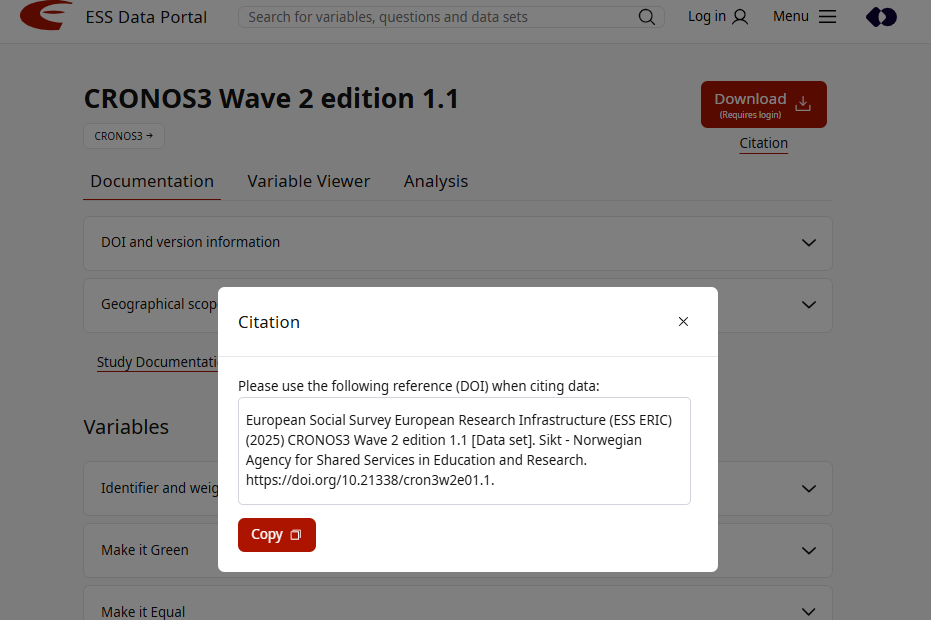 ESS Data Portal
Search for variables, questions and data sets
Log in
Menu
CRONOS3 Wave 2 edition 1.1
Download
(Requires login)
CRONOS3 →
Citation
Documentation
Variable Viewer
Analysis
DOI and version information
Geographical scop
Study Documentati
Citation
Please use the following reference (DOI) when citing data:
European Social Survey European Research Infrastructure (ESS ERIC)
(2025) CRONOS3 Wave 2 edition 1.1 [Data set]. Sikt - Norwegian
Agency for Shared Services in Education and Research.
https://doi.org/10.21338/cron3w2e01.1.
Copy
Variables
Identifier and weig
Make it Green
Make it Equal